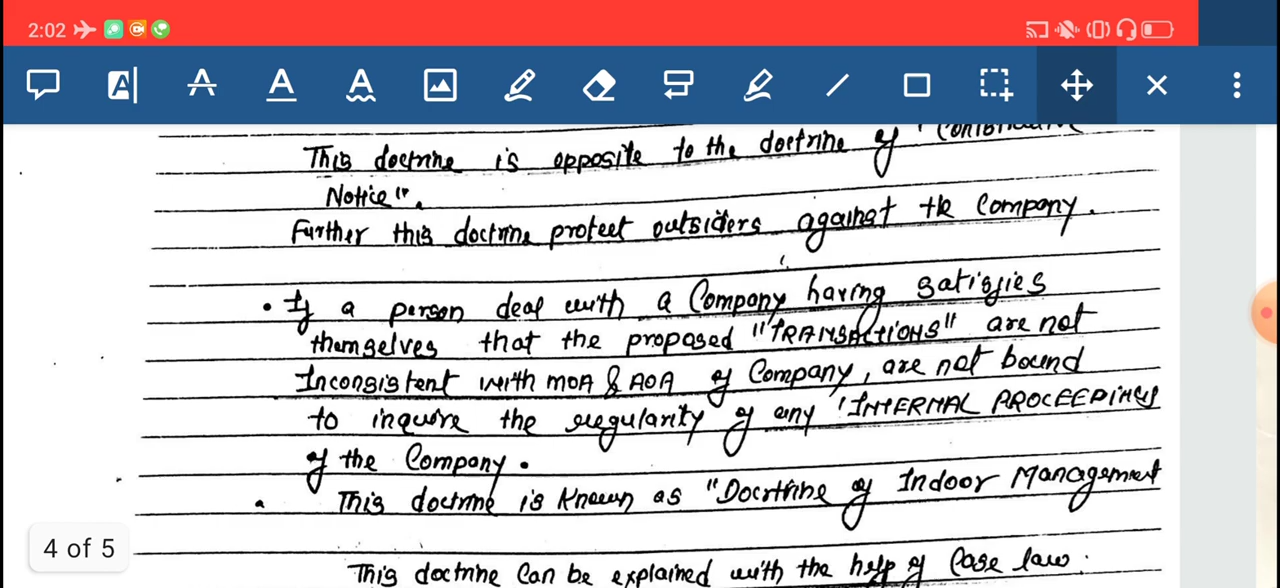 2:02
This doctrine is opposite to the doctrine of "Constructive
Notice".
Further this doctrine protect outsiders against the Company.
• If a person deal with a Company having satisfies
themselves that the proposed "TRANSACTIONS" are not
Inconsistent with MOA & AOA of Company, are not bound
to inquire the regularity of any 'INTERNAL PROCEEDINGS
of the Company.
• This doctrine is Known as "Docrtrine of Indoor Management
4 of 5
This doctrine can be explained with the help of Case law.